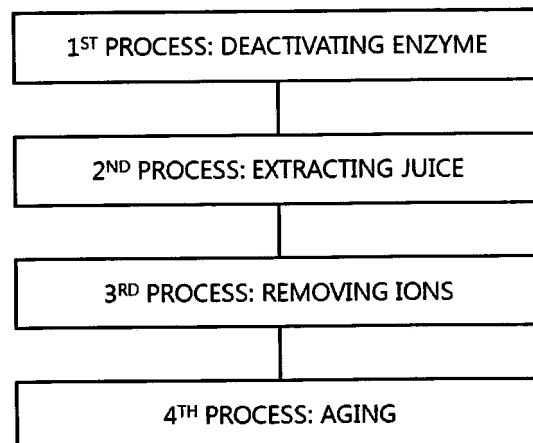 1ST PROCESS: DEACTIVATING ENZYME
2ND PROCESS: EXTRACTING JUICE
3RD PROCESS: REMOVING IONS
4TH PROCESS: AGING